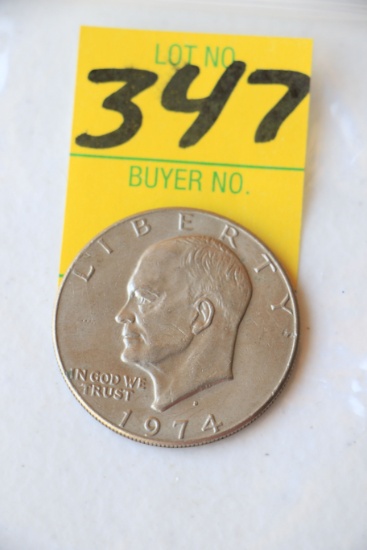 LOT NO.
347
BUYER NO.
LIBERTY
IN GOD WE
TRUST
1974